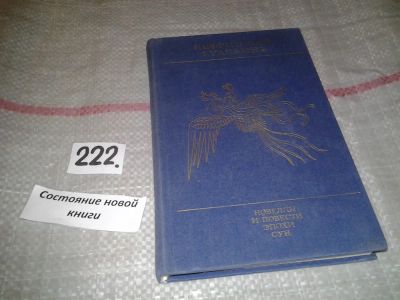 222.
Состояние новой
книги
НОВЕЛЛЫ
И ПОВЕСТИ
ЭПОХИ
СУН